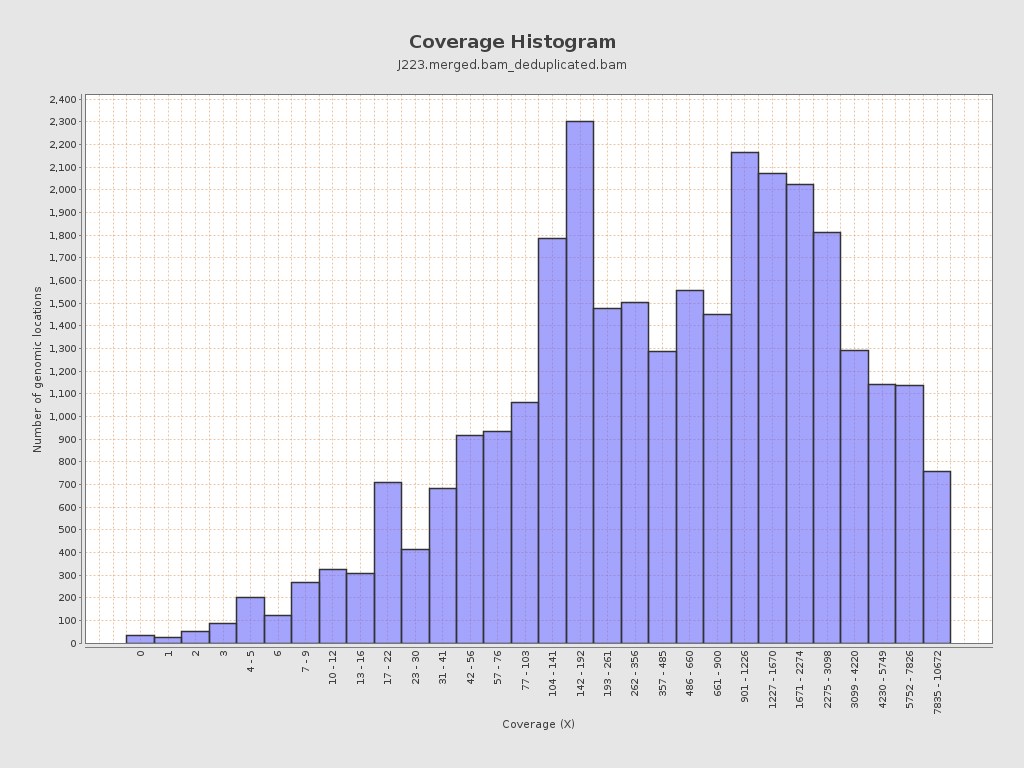 Coverage Histogram
J223.merged.bam_deduplicated.bam
Number of genomic locations
2,400
2,300
2,200
2,100
2,000
1,900
1,800
1,700
1,600
1,500
1,400
1,300
1,200
1,100
1,000
900
800
700
600
500
400
300
200
100
0
0
1
2
3
4 - 5
6
7 - 9
10 - 12
13 - 16
17 - 22
23 - 30
31 - 41
42 - 56
57 - 76
77 - 103
104 - 141
142 - 192
193 - 261
262 - 356
357 - 485
486 - 660
661 - 900
901 - 1226
1227 - 1670
1671 - 2274
2275 - 3098
3099 - 4220
4230 - 5749
5752 - 7826
7835 - 10672
Coverage (X)